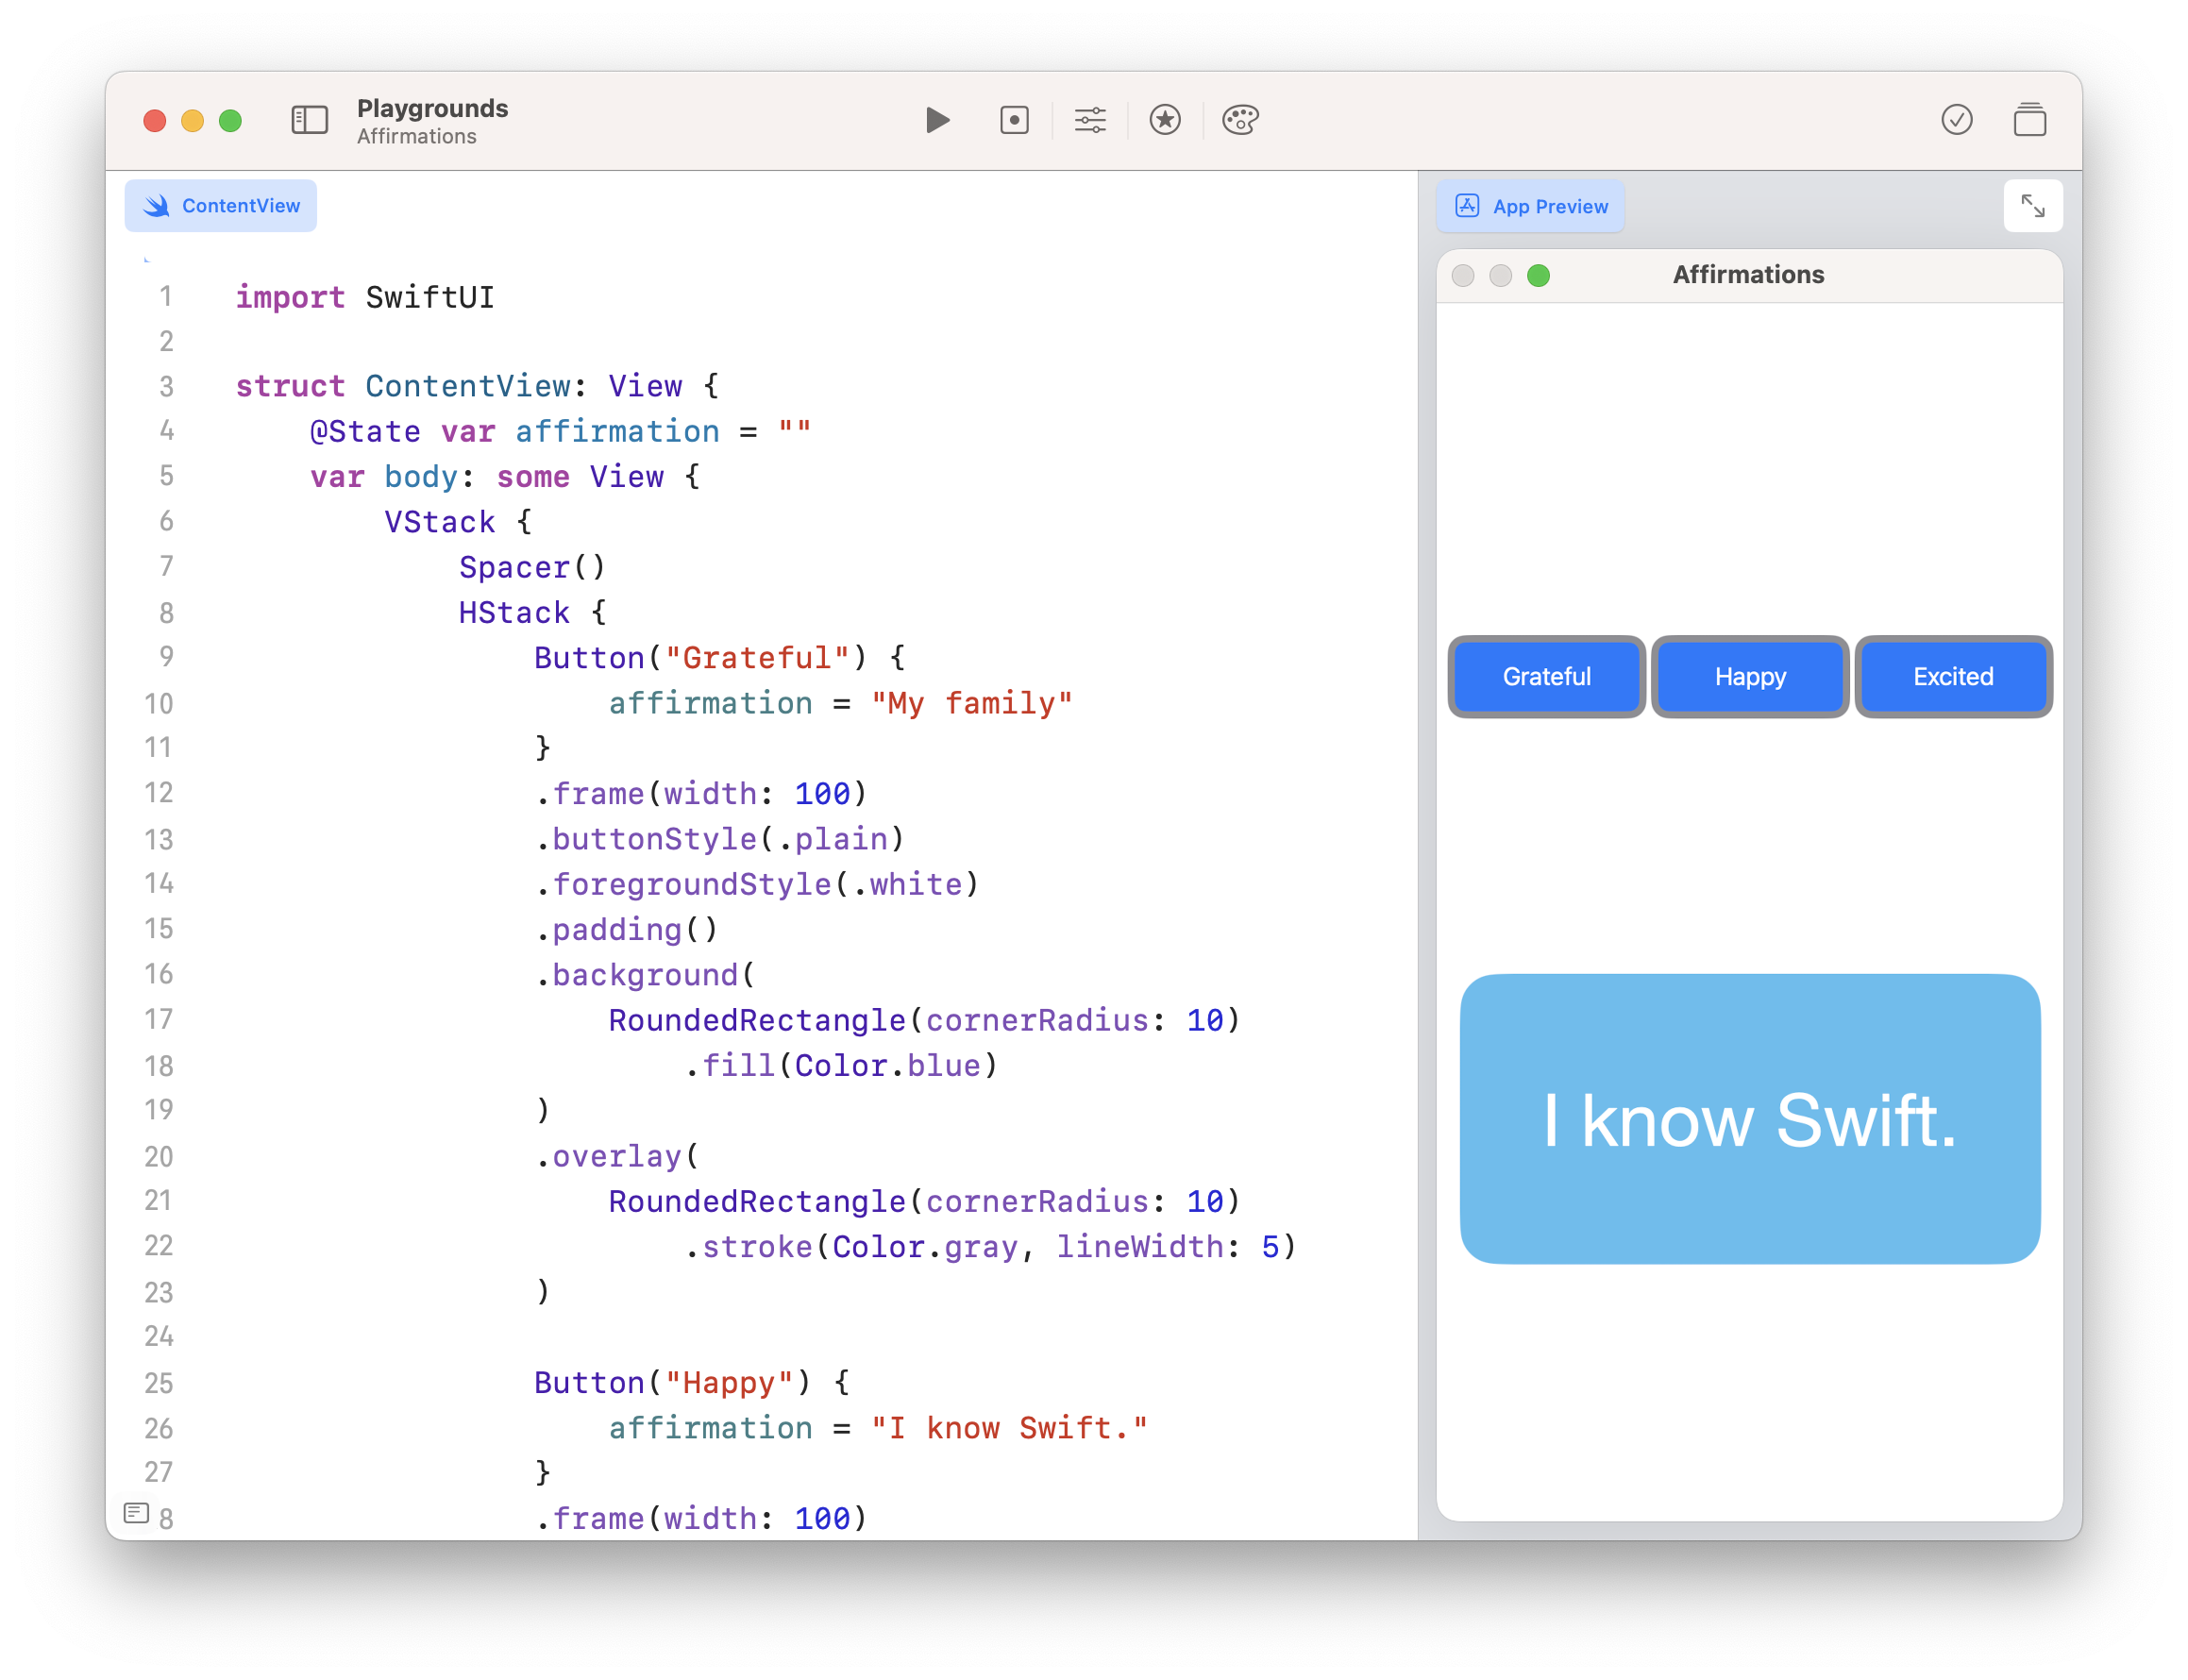 Playgrounds
Affirmations
ContentView
1 import SwiftUI
2
3 struct ContentView: View {
4 @State var affirmation = ""
5 var body: some View {
6 VStack {
7 Spacer()
8 HStack {
9 Button("Grateful") {
10 affirmation = "My family"
11 }
12 .frame(width: 100)
13 .buttonStyle(.plain)
14 .foregroundStyle(.white)
15 .padding()
16 .background(
17 RoundedRectangle(cornerRadius: 10)
18 .fill(Color.blue)
19 )
20 .overlay(
21 RoundedRectangle(cornerRadius: 10)
22 .stroke(Color.gray, lineWidth: 5)
23 )
24
25 Button("Happy") {
26 affirmation = "I know Swift."
27 }
8 .frame(width: 100)
App Preview
Affirmations
Grateful
Happy
Excited
I know Swift.